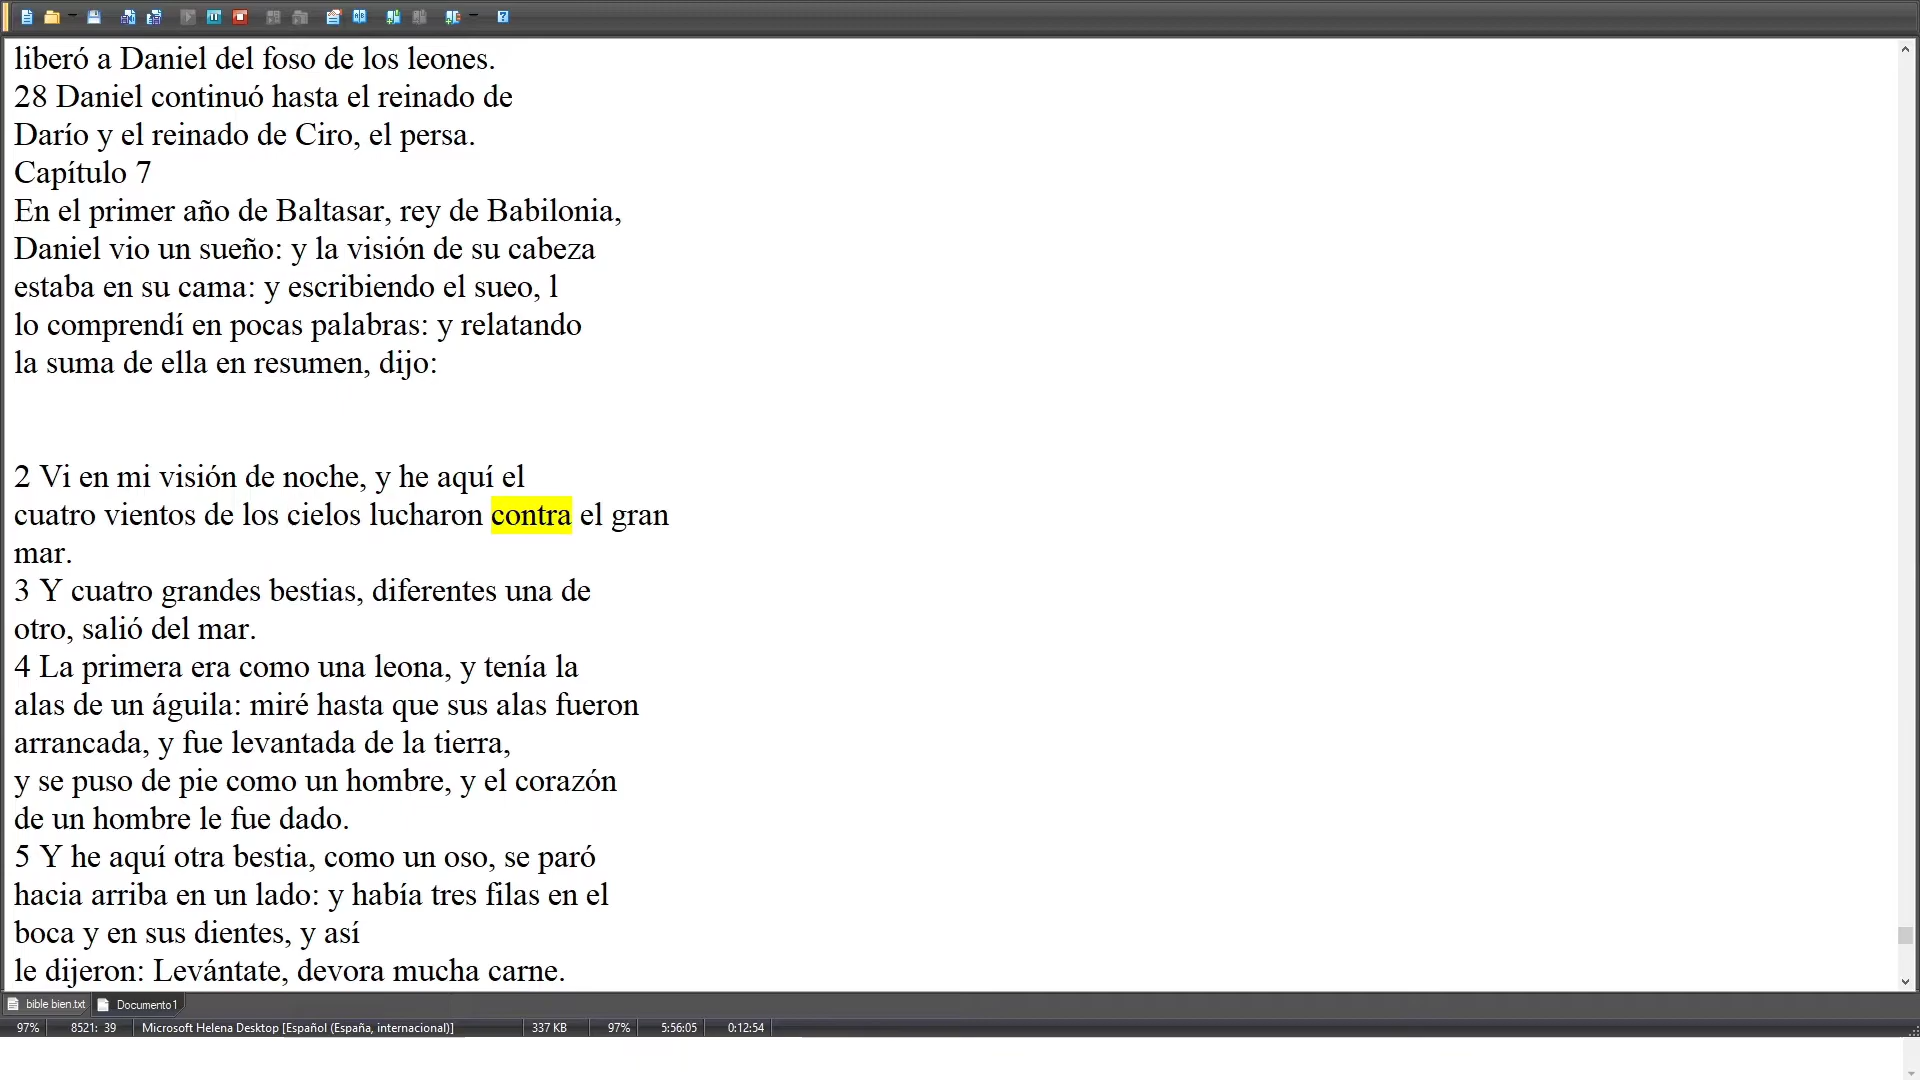 liberó a Daniel del foso de los leones.
28 Daniel continuó hasta el reinado de
Darío y el reinado de Ciro, el persa.
Capítulo 7
En el primer año de Baltasar, rey de Babilonia,
Daniel vio un sueño: y la visión de su cabeza
estaba en su cama: y escribiendo el sueo, l
lo comprendí en pocas palabras: y relatando
la suma de ella en resumen, dijo:
2 Vi en mi visión de noche, y he aquí el
cuatro vientos de los cielos lucharon contra el gran
mar.
3 Y cuatro grandes bestias, diferentes una de
otro, salió del mar.
4 La primera era como una leona, y tenía la
alas de un águila: miré hasta que sus alas fueron
arrancada, y fue levantada de la tierra,
y se puso de pie como un hombre, y el corazón
de un hombre le fue dado.
5 Y he aquí otra bestia, como un oso, se paró
hacia arriba en un lado: y había tres filas en el
boca y en sus dientes, y así
le dijeron: Levántate, devora mucha carne.
bible bien.txt Documento1
97% 8521: 39 Microsoft Helena Desktop [Español (España, internacional)] 337 KB 97% 5:56:05 0:12:54